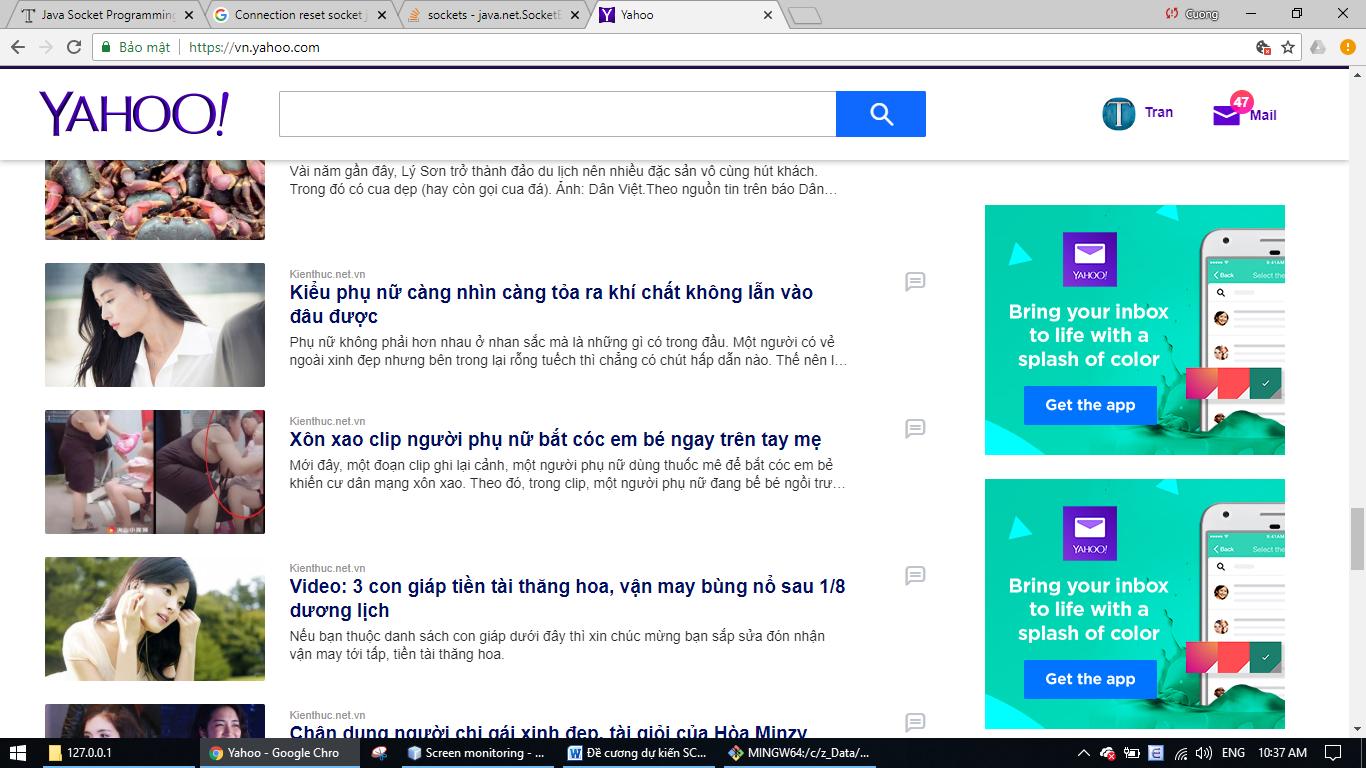 Java Socket Programming
Connection reset socket j
sockets - java.net.SocketE
Yahoo
Cuong
Bảo mật
https://vn.yahoo.com
YAHOO!
Tran
47
Mail
Vài năm gần đây, Lý Sơn trở thành đảo du lịch nên nhiều đặc sản vô cùng hút khách.
Trong đó có cua dẹp (hay còn gọi cua đá). Ảnh: Dân Việt.Theo nguồn tin trên báo Dân…
Kienthuc.net.vn
Kiểu phụ nữ càng nhìn càng tỏa ra khí chất không lẫn vào
đâu được
Phụ nữ không phải hơn nhau ở nhan sắc mà là những gì có trong đầu. Một người có vẻ
ngoài xinh đẹp nhưng bên trong lại rỗng tuếch thì chẳng có chút hấp dẫn nào. Thế nên l…
Kienthuc.net.vn
Xôn xao clip người phụ nữ bắt cóc em bé ngay trên tay mẹ
Mới đây, một đoạn clip ghi lại cảnh, một người phụ nữ dùng thuốc mê để bắt cóc em bé
khiến cư dân mạng xôn xao. Theo đó, trong clip, một người phụ nữ đang bế bé ngồi trư…
Kienthuc.net.vn
Video: 3 con giáp tiền tài thăng hoa, vận may bùng nổ sau 1/8
dương lịch
Nếu bạn thuộc danh sách con giáp dưới đây thì xin chúc mừng bạn sắp sửa đón nhận
vận may tới tấp, tiền tài thăng hoa.
Kienthuc.net.vn
Chân dung người chị gái xinh đẹp, tài giỏi của Hòa Minzy
YAHOO!
Bring your inbox
to life with a
splash of color
Get the app
9:41AM
Back
Select the
YAHOO!
Bring your inbox
to life with a
splash of color
Get the app
Back
Select the
127.0.0.1
Yahoo - Google Chro
Screen monitoring - ...
Đề cương dự kiến SC...
MINGW64:/c/z_Data/...
ENG
10:37 AM